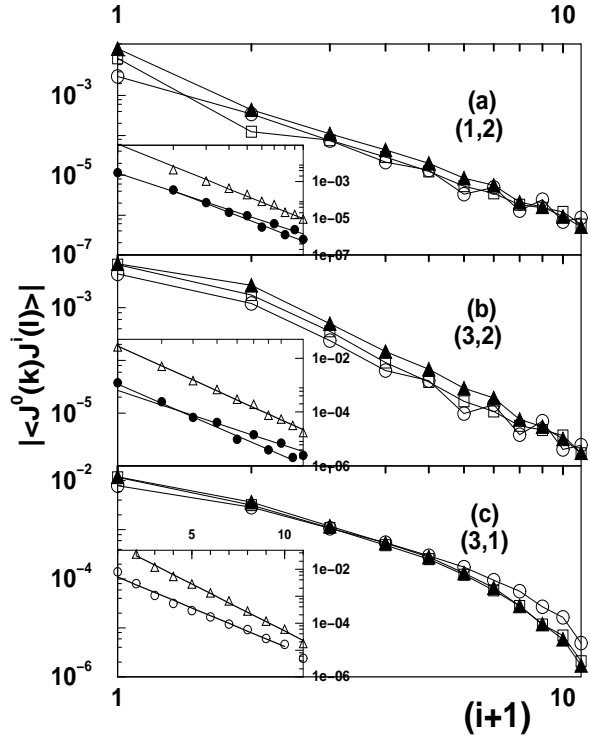 1 10
10⁻³
(a)
(1,2)
1e−03
10⁻⁵
1e−05
10⁻⁷
1e−07
|<J⁰(k)Jⁱ(l)>|
10⁻³
(b)
(3,2)
1e−02
10⁻⁵
1e−04
1e−06
10⁻²
(c)
(3,1)
5 10
1e−02
10⁻⁴
1e−04
10⁻⁶
1e−06
1 10
(i+1)